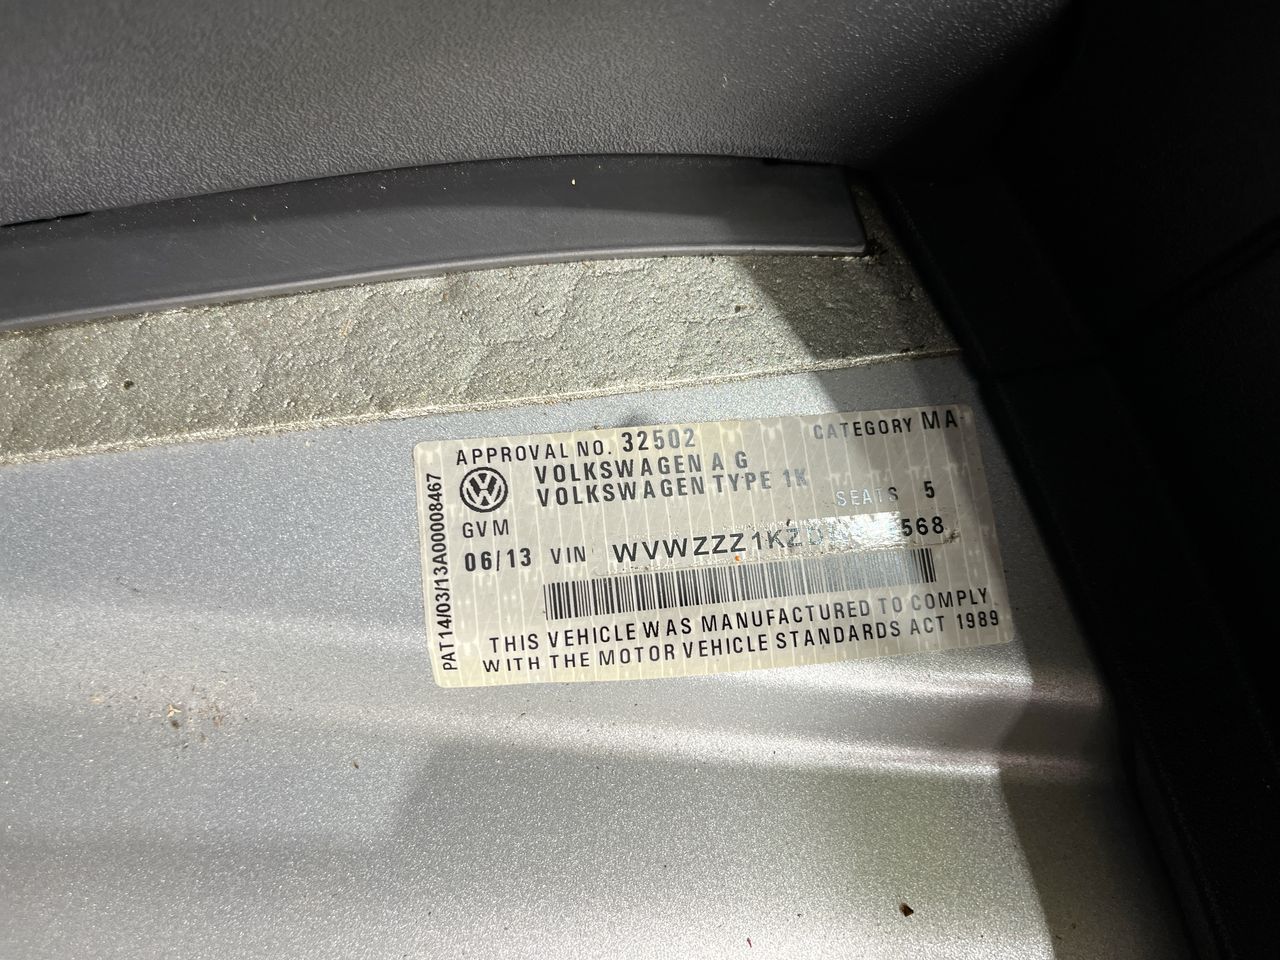 APPROVAL NO. 32502 CATEGORY MA
VOLKSWAGEN A G
VOLKSWAGEN TYPE 1K SEATS 5
GVM
06/13 VIN
THIS VEHICLE WAS MANUFACTURED TO COMPLY
WITH THE MOTOR VEHICLE STANDARDS ACT 1989
PAT14/03/13A00008467